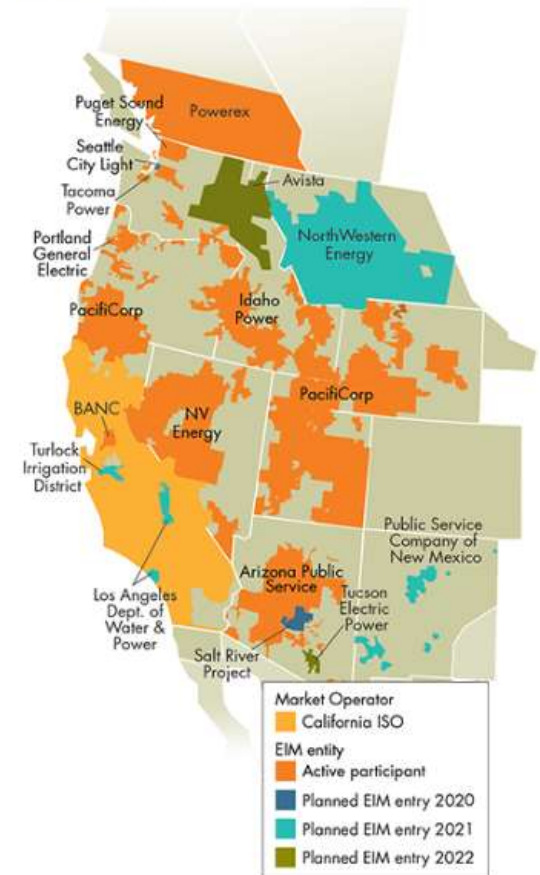 Puget Sound
Energy
Powerex
Seattle
City Light
Avista
Tacoma
Power
Portland
General
Electric
NorthWestern
Energy
PacifiCorp
Idaho
Power
PacifiCorp
BANC
NV
Energy
Turlock
Irrigation
District
Public Service
Company of
New Mexico
Arizona Public
Service
Los Angeles
Dept. of
Water &
Power
Tucson
Electric
Power
Salt River
Project
Market Operator
California ISO
EIM entity
Active participant
Planned EIM entry 2020
Planned EIM entry 2021
Planned EIM entry 2022